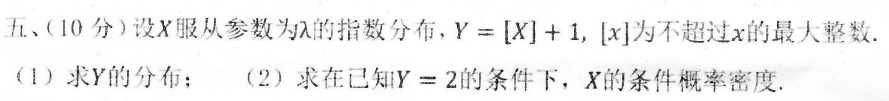 五、(10 分)设X服从参数为λ的指数分布，Y = [X] + 1, [x]为不超过x的最大整数.
（1）求Y的分布； （2）求在已知Y = 2的条件下，X的条件概率密度.